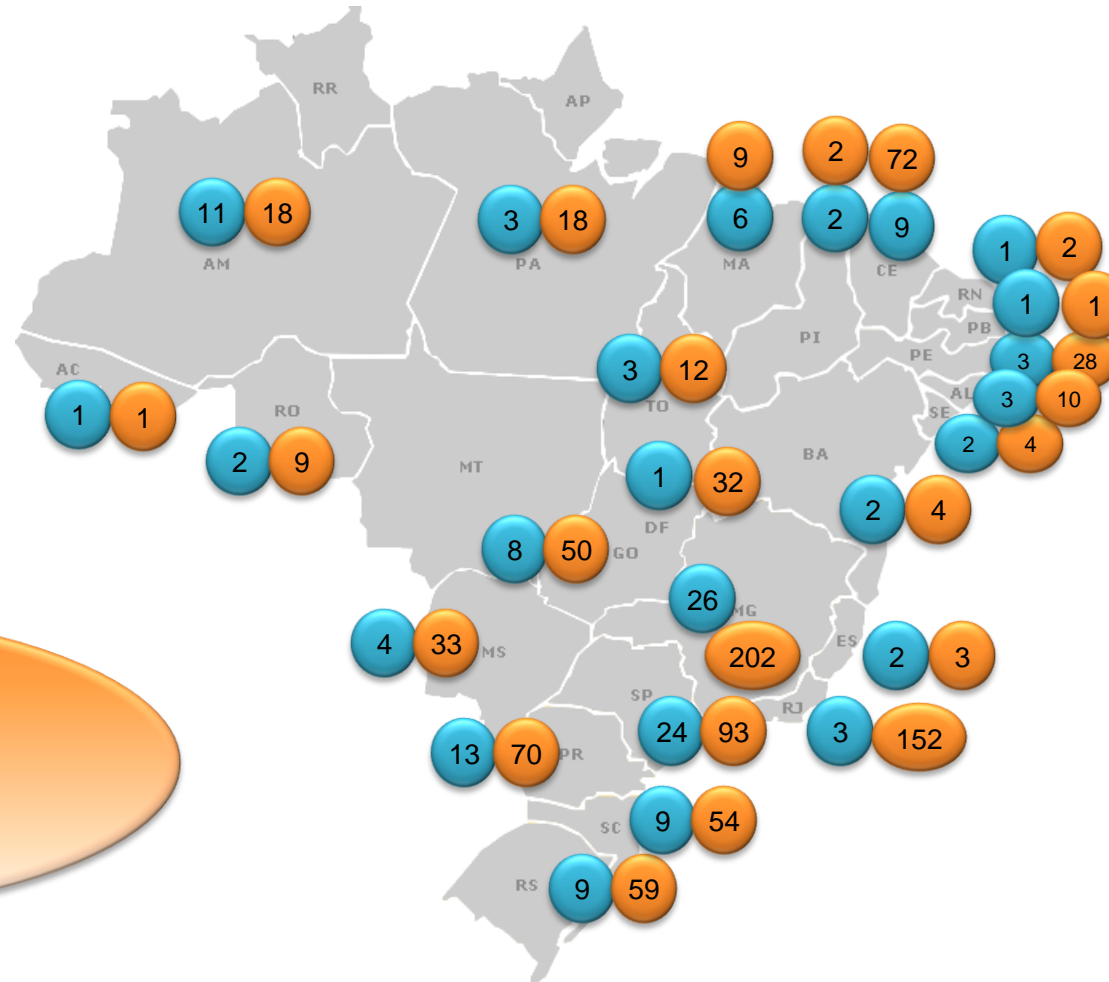 RR
AP
9
2
72
11 18
3 18
6
2
9
AM
PA
MA
CE
1 2
RN
1 1
PB
PI
PE
3 28
AC
3 12
TO
AL
3 10
SE
1 1
RO
2 9
MT
BA
2 4
1 32
DF
2 4
8 50
GO
26
MG
202
4 33
MS
ES
2 3
SP
RJ
24 93
3 152
13 70
PR
SC
9 54
RS
9 59